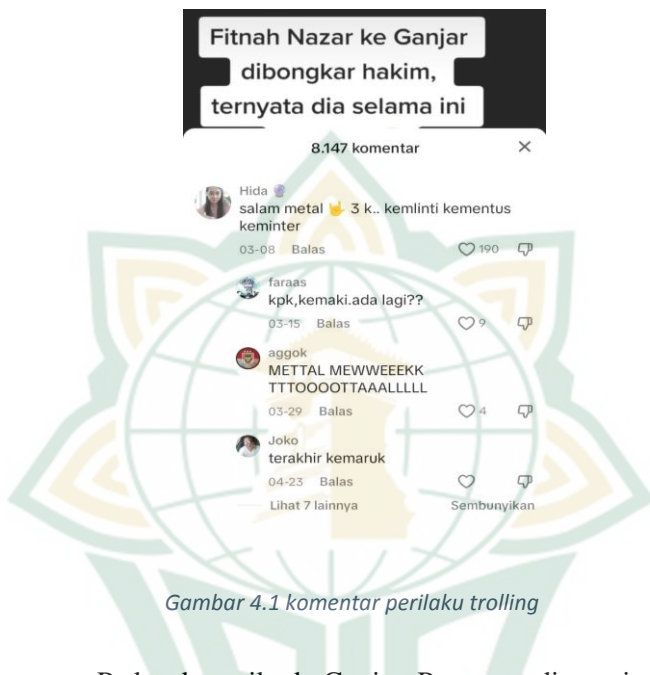 Fitnah Nazar ke Ganjar
dibongkar hakim,
ternyata dia selama ini
8.147 komentar
Hida
salam metal 🤟 3 k.. kemlinti kementus
keminter
03-08 Balas 190
faraas
kpk,kemaki.ada lagi??
03-15 Balas 9
aggok
METTAL MEWWEEEKK
TTTOOOOTTAAALLLLL
03-29 Balas 4
Joko
terakhir kemaruk
04-23 Balas
Lihat 7 lainnya Sembunyikan
Gambar 4.1 komentar perilaku trolling